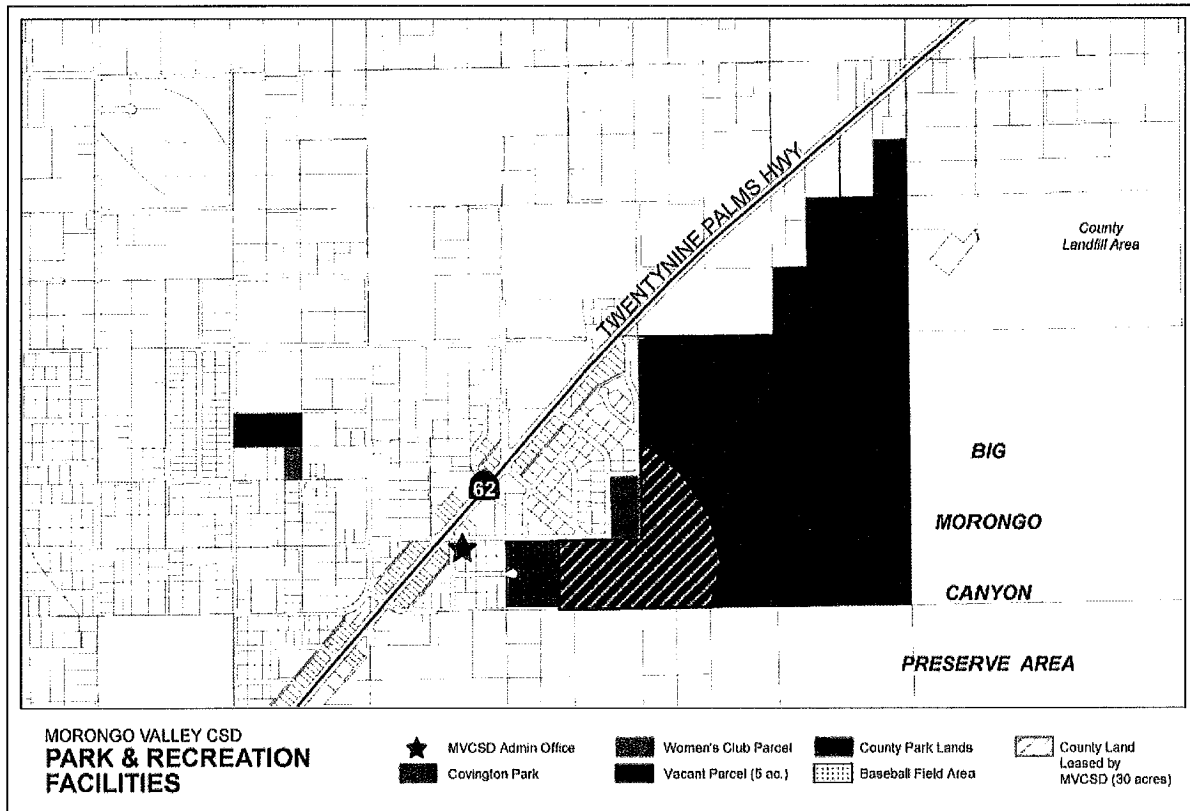 TWENTYNINE PALMS HWY
County
Landfill Area
62
BIG
MORONGO
CANYON
PRESERVE AREA
MORONGO VALLEY CSD
PARK & RECREATION
FACILITIES
MVCSD Admin Office
Covington Park
Women's Club Parcel
Vacant Parcel (5 ac.)
County Park Lands
Baseball Field Area
County Land
Leased by
MVCSD (30 acres)